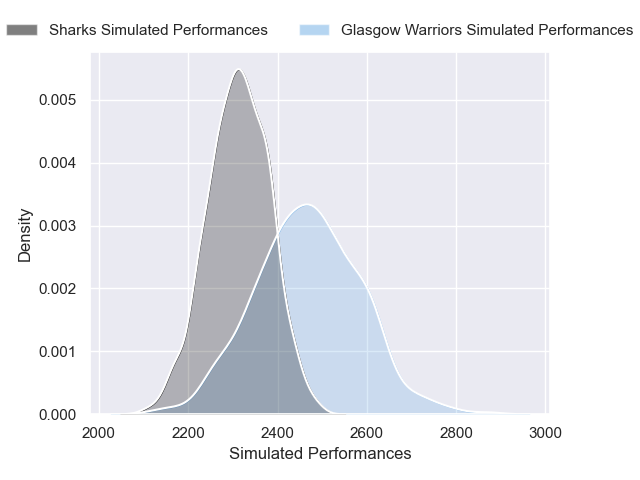 Sharks Simulated Performances
Glasgow Warriors Simulated Performances
0.005
0.004
0.003
0.002
0.001
0.000
Density
2000 2200 2400 2600 2800 3000
Simulated Performances